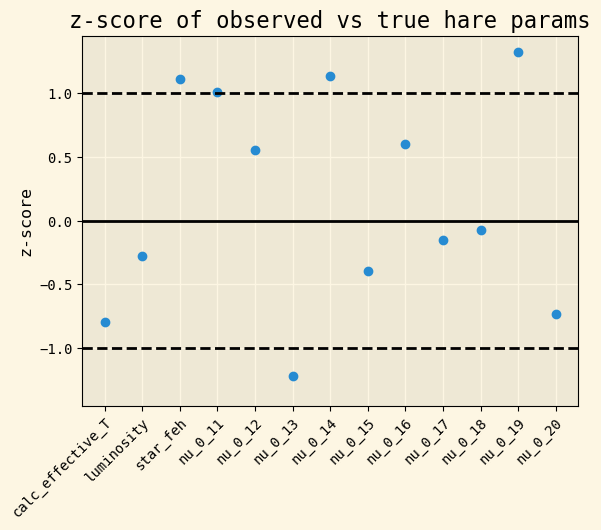 z-score of observed vs true hare params
z-score
1.0
0.5
0.0
−0.5
−1.0
calc_effective_T
luminosity
star_feh
nu_0_11
nu_0_12
nu_0_13
nu_0_14
nu_0_15
nu_0_16
nu_0_17
nu_0_18
nu_0_19
nu_0_20